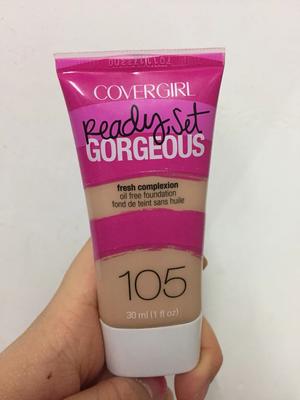 COVERGIRL
Ready, Set
GORGEOUS
fresh complexion
oil free foundation
fond de teint sans huile
105
30 ml (1 fl oz)